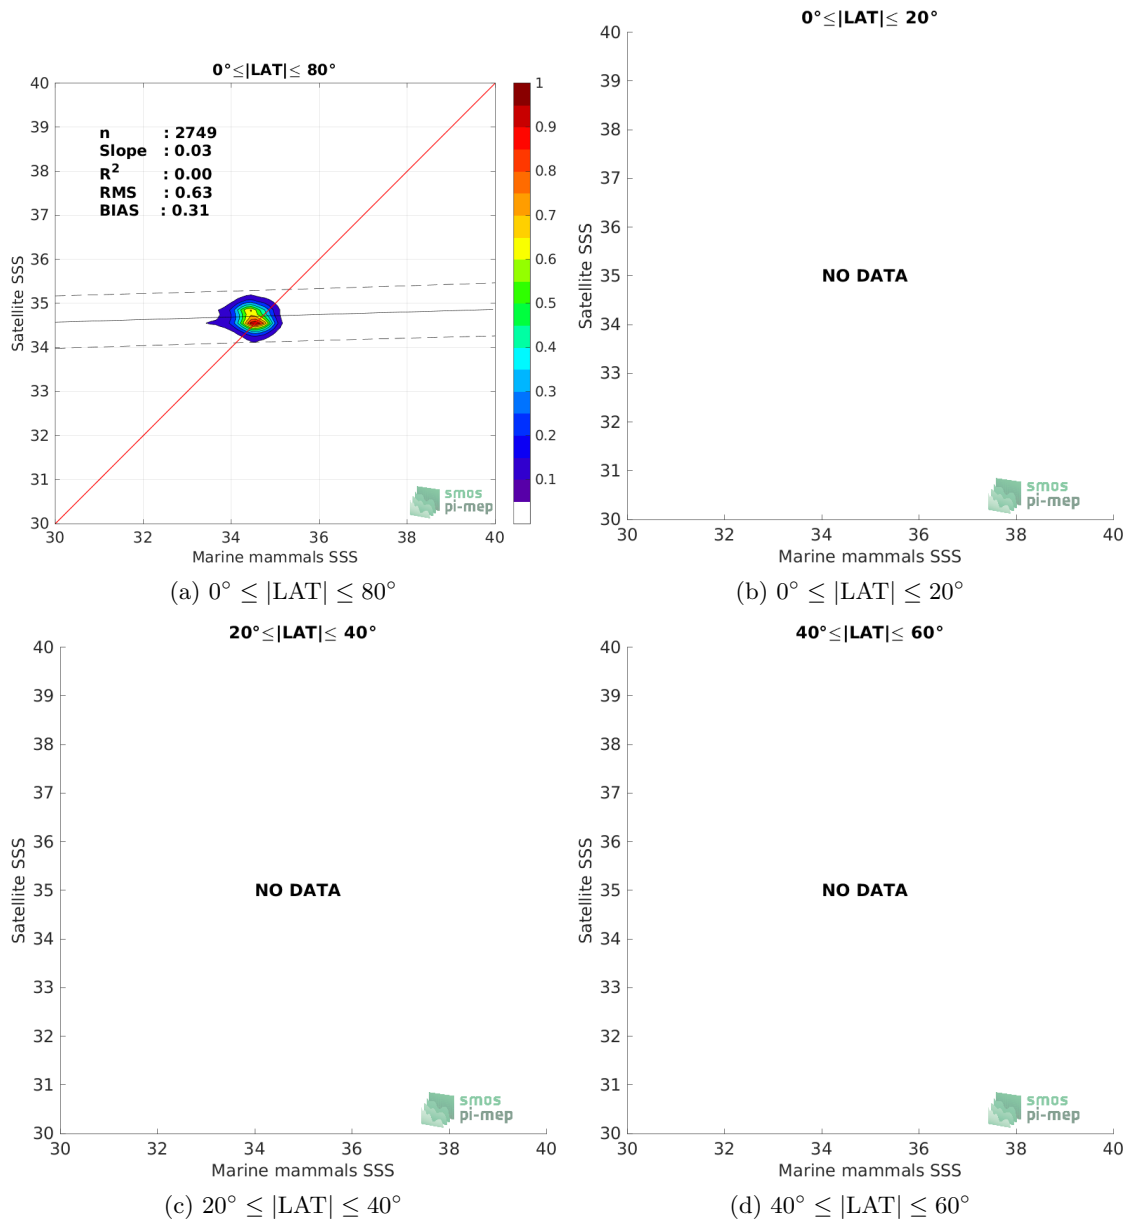 0°≤|LAT|≤ 80°
40
39
38
37
36
35
34
33
32
31
30
Satellite SSS
n : 2749
Slope : 0.03
R² : 0.00
RMS : 0.63
BIAS : 0.31
smos
pi-mep
30 32 34 36 38 40
Marine mammals SSS
1
0.9
0.8
0.7
0.6
0.5
0.4
0.3
0.2
0.1
(a) 0° ≤ |LAT| ≤ 80°
0°≤|LAT|≤ 20°
40
39
38
37
36
35
34
33
32
31
30
Satellite SSS
NO DATA
smos
pi-mep
30 32 34 36 38 40
Marine mammals SSS
(b) 0° ≤ |LAT| ≤ 20°
20°≤|LAT|≤ 40°
40
39
38
37
36
35
34
33
32
31
30
Satellite SSS
NO DATA
smos
pi-mep
30 32 34 36 38 40
Marine mammals SSS
(c) 20° ≤ |LAT| ≤ 40°
40°≤|LAT|≤ 60°
40
39
38
37
36
35
34
33
32
31
30
Satellite SSS
NO DATA
smos
pi-mep
30 32 34 36 38 40
Marine mammals SSS
(d) 40° ≤ |LAT| ≤ 60°